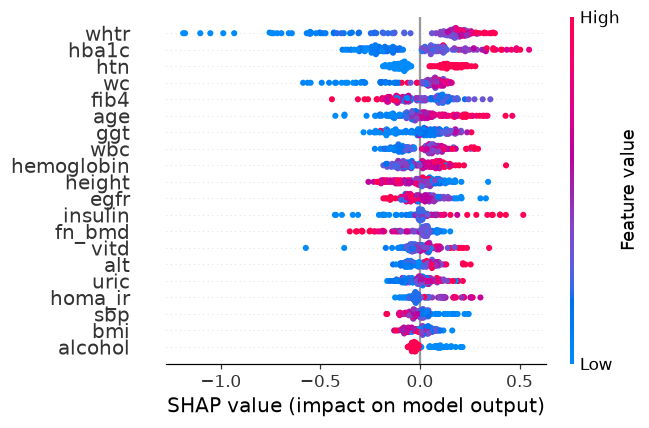 High
whtr
hba1c
htn
wc
fib4
age
ggt
wbc
hemoglobin
height
egfr
insulin
fn_bmd
vitd
alt
uric
homa_ir
sbp
bmi
alcohol
Low
Feature value
−1.0 −0.5 0.0 0.5
SHAP value (impact on model output)